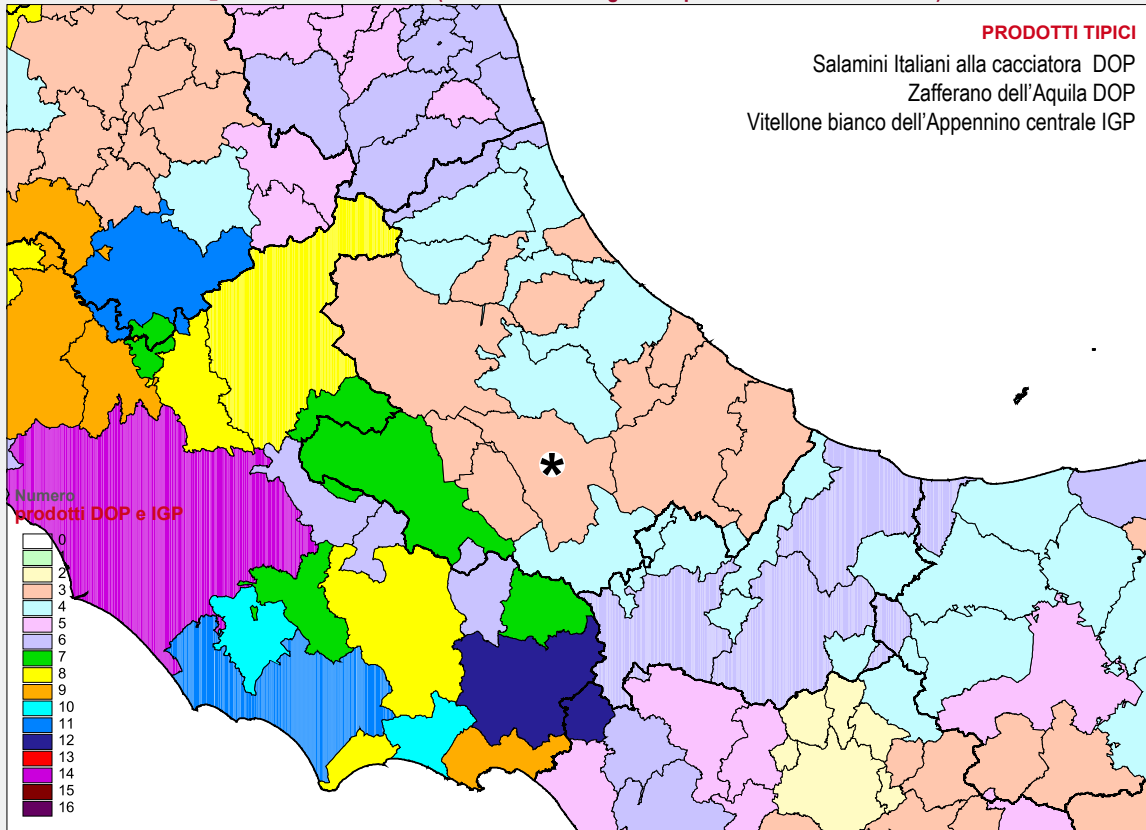 PRODOTTI TIPICI
Salamini Italiani alla cacciatora DOP
Zafferano dell'Aquila DOP
Vitellone bianco dell'Appennino centrale IGP
*
Numero
prodotti DOP e IGP
0
2
3
4
5
6
7
8
9
10
11
12
13
14
15
16